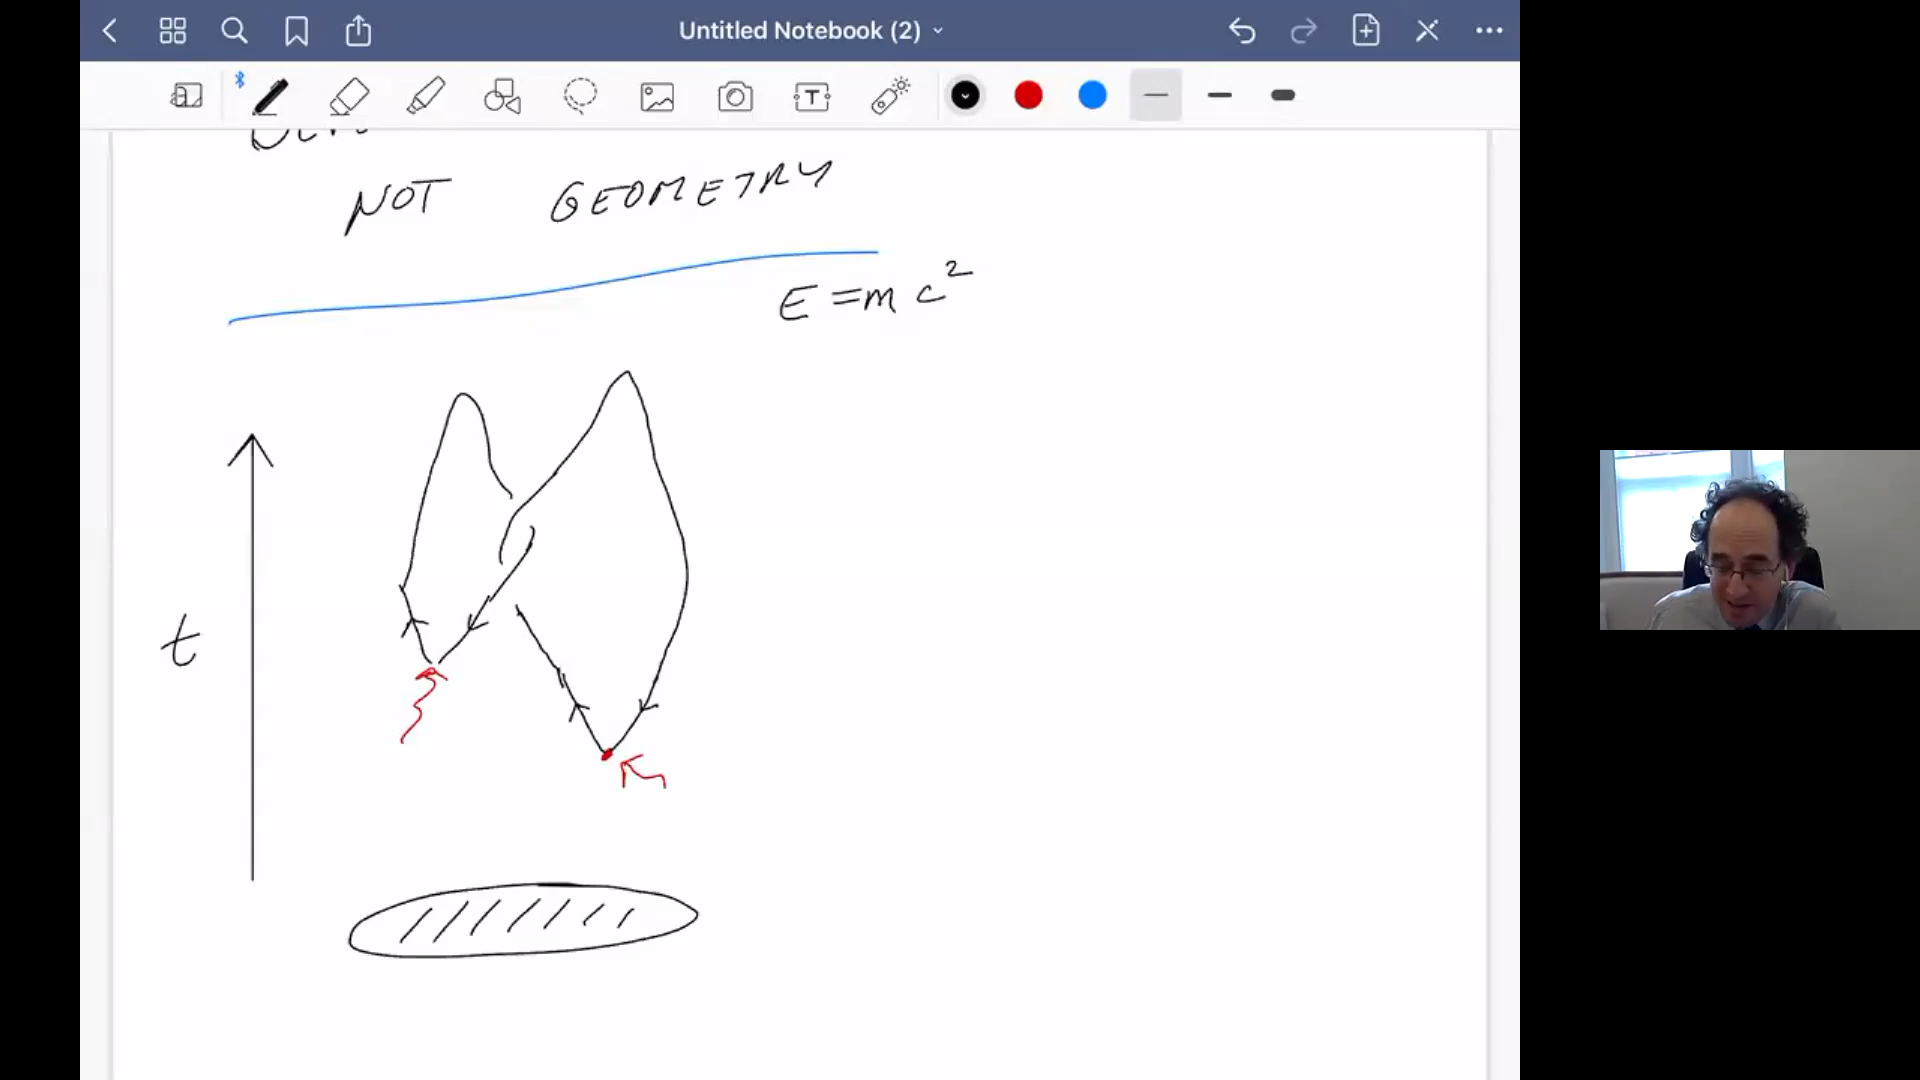 Untitled Notebook (2)
T
NOT GEOMETRY
E = mc²
t